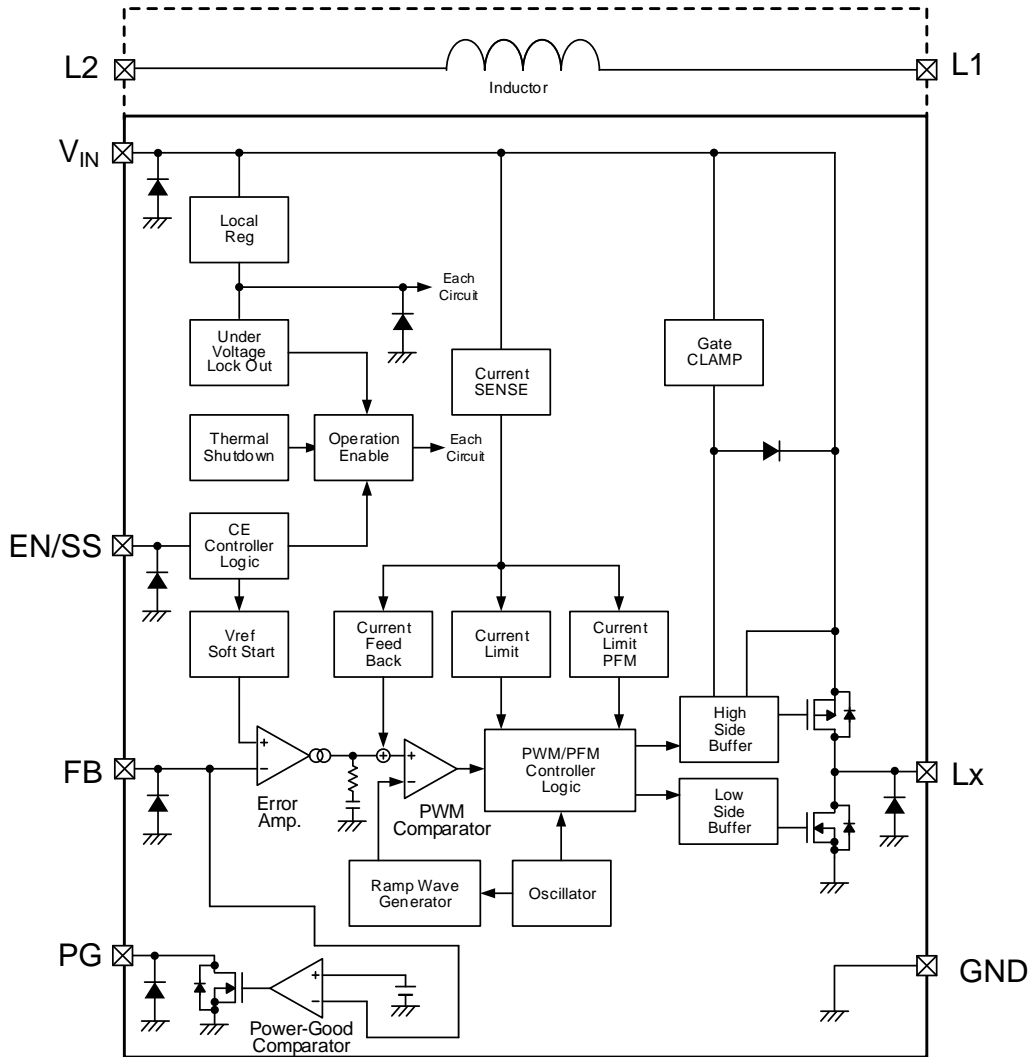 L2
L1
Inductor
VIN
Local
Reg
Each
Circuit
Under
Voltage
Lock Out
Current
SENSE
Gate
CLAMP
Thermal
Shutdown
Operation
Enable
Each
Circuit
EN/SS
CE
Controller
Logic
Vref
Soft Start
Current
Feed
Back
Current
Limit
Current
Limit
PFM
High
Side
Buffer
FB
+
−
Error
Amp.
+
+
−
PWM
Comparator
PWM/PFM
Controller
Logic
Low
Side
Buffer
Lx
Ramp Wave
Generator
Oscillator
PG
+
−
Power-Good
Comparator
GND